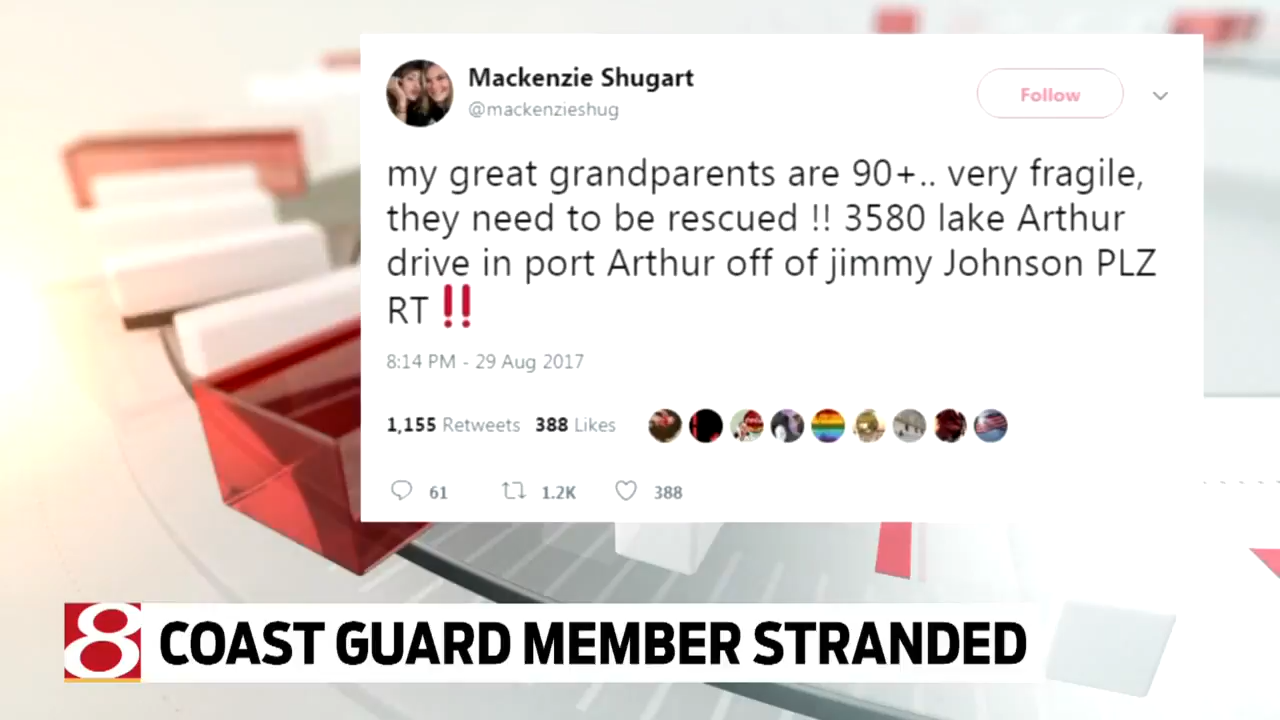 Mackenzie Shugart
@mackenzieshug
Follow
my great grandparents are 90+.. very fragile,
they need to be rescued !! 3580 lake Arthur
drive in port Arthur off of jimmy Johnson PLZ
RT ‼️
8:14 PM - 29 Aug 2017
1,155 Retweets 388 Likes
61 1.2K 388
8 COAST GUARD MEMBER STRANDED